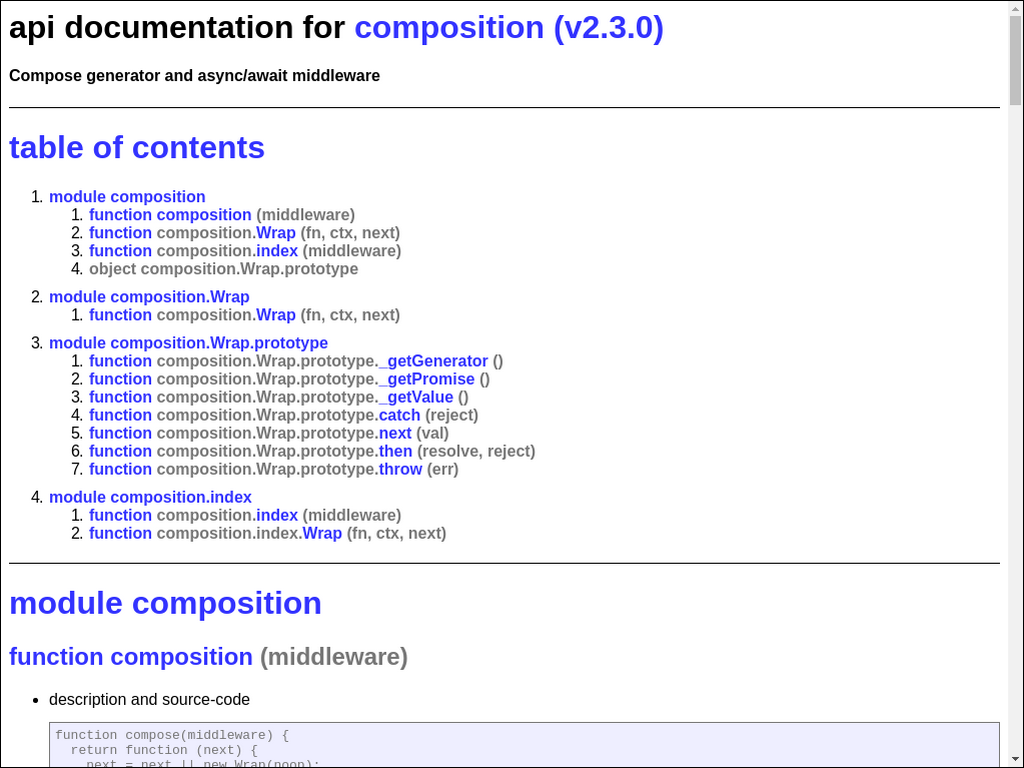 api documentation for composition (v2.3.0)
Compose generator and async/await middleware
table of contents
1. module composition
1. function composition (middleware)
2. function composition.Wrap (fn, ctx, next)
3. function composition.index (middleware)
4. object composition.Wrap.prototype
2. module composition.Wrap
1. function composition.Wrap (fn, ctx, next)
3. module composition.Wrap.prototype
1. function composition.Wrap.prototype._getGenerator ()
2. function composition.Wrap.prototype._getPromise ()
3. function composition.Wrap.prototype._getValue ()
4. function composition.Wrap.prototype.catch (reject)
5. function composition.Wrap.prototype.next (val)
6. function composition.Wrap.prototype.then (resolve, reject)
7. function composition.Wrap.prototype.throw (err)
4. module composition.index
1. function composition.index (middleware)
2. function composition.index.Wrap (fn, ctx, next)
module composition
function composition (middleware)
• description and source-code
function compose(middleware) {
return function (next) {
next = next || new Wrap(noop);